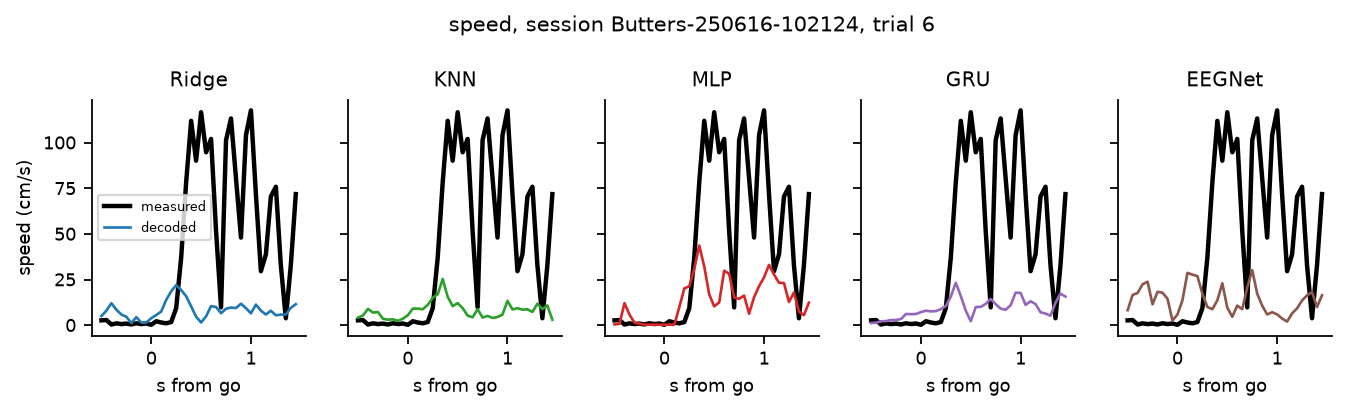 speed, session Butters-250616-102124, trial 6
Ridge
KNN
MLP
GRU
EEGNet
speed (cm/s)
100
75
50
25
0
measured
decoded
0 1
0 1
0 1
0 1
0 1
s from go
s from go
s from go
s from go
s from go